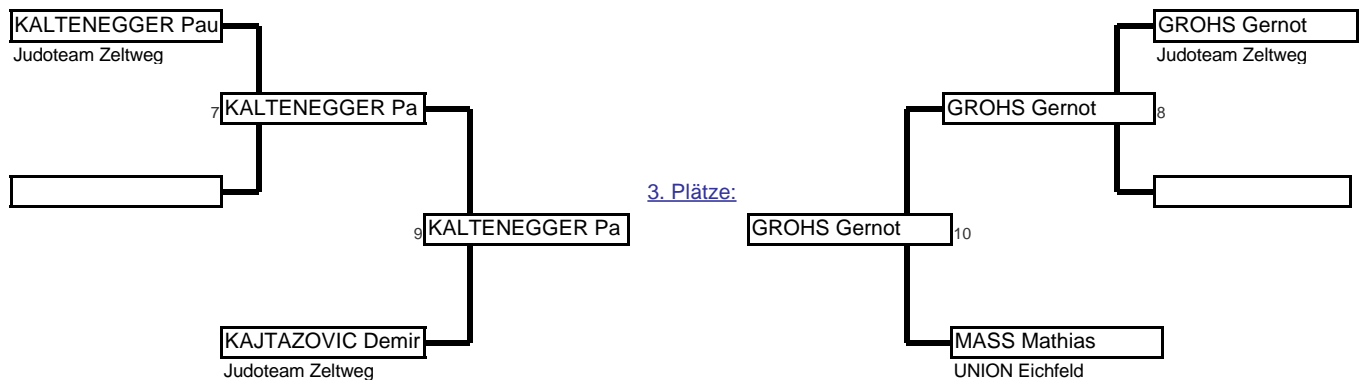 KALTENEGGER Pau
GROHS Gernot
Judoteam Zeltweg
Judoteam Zeltweg
7 KALTENEGGER Pa
GROHS Gernot 8
3. Plätze:
9 KALTENEGGER Pa
GROHS Gernot 10
KAJTAZOVIC Demir
MASS Mathias
Judoteam Zeltweg
UNION Eichfeld